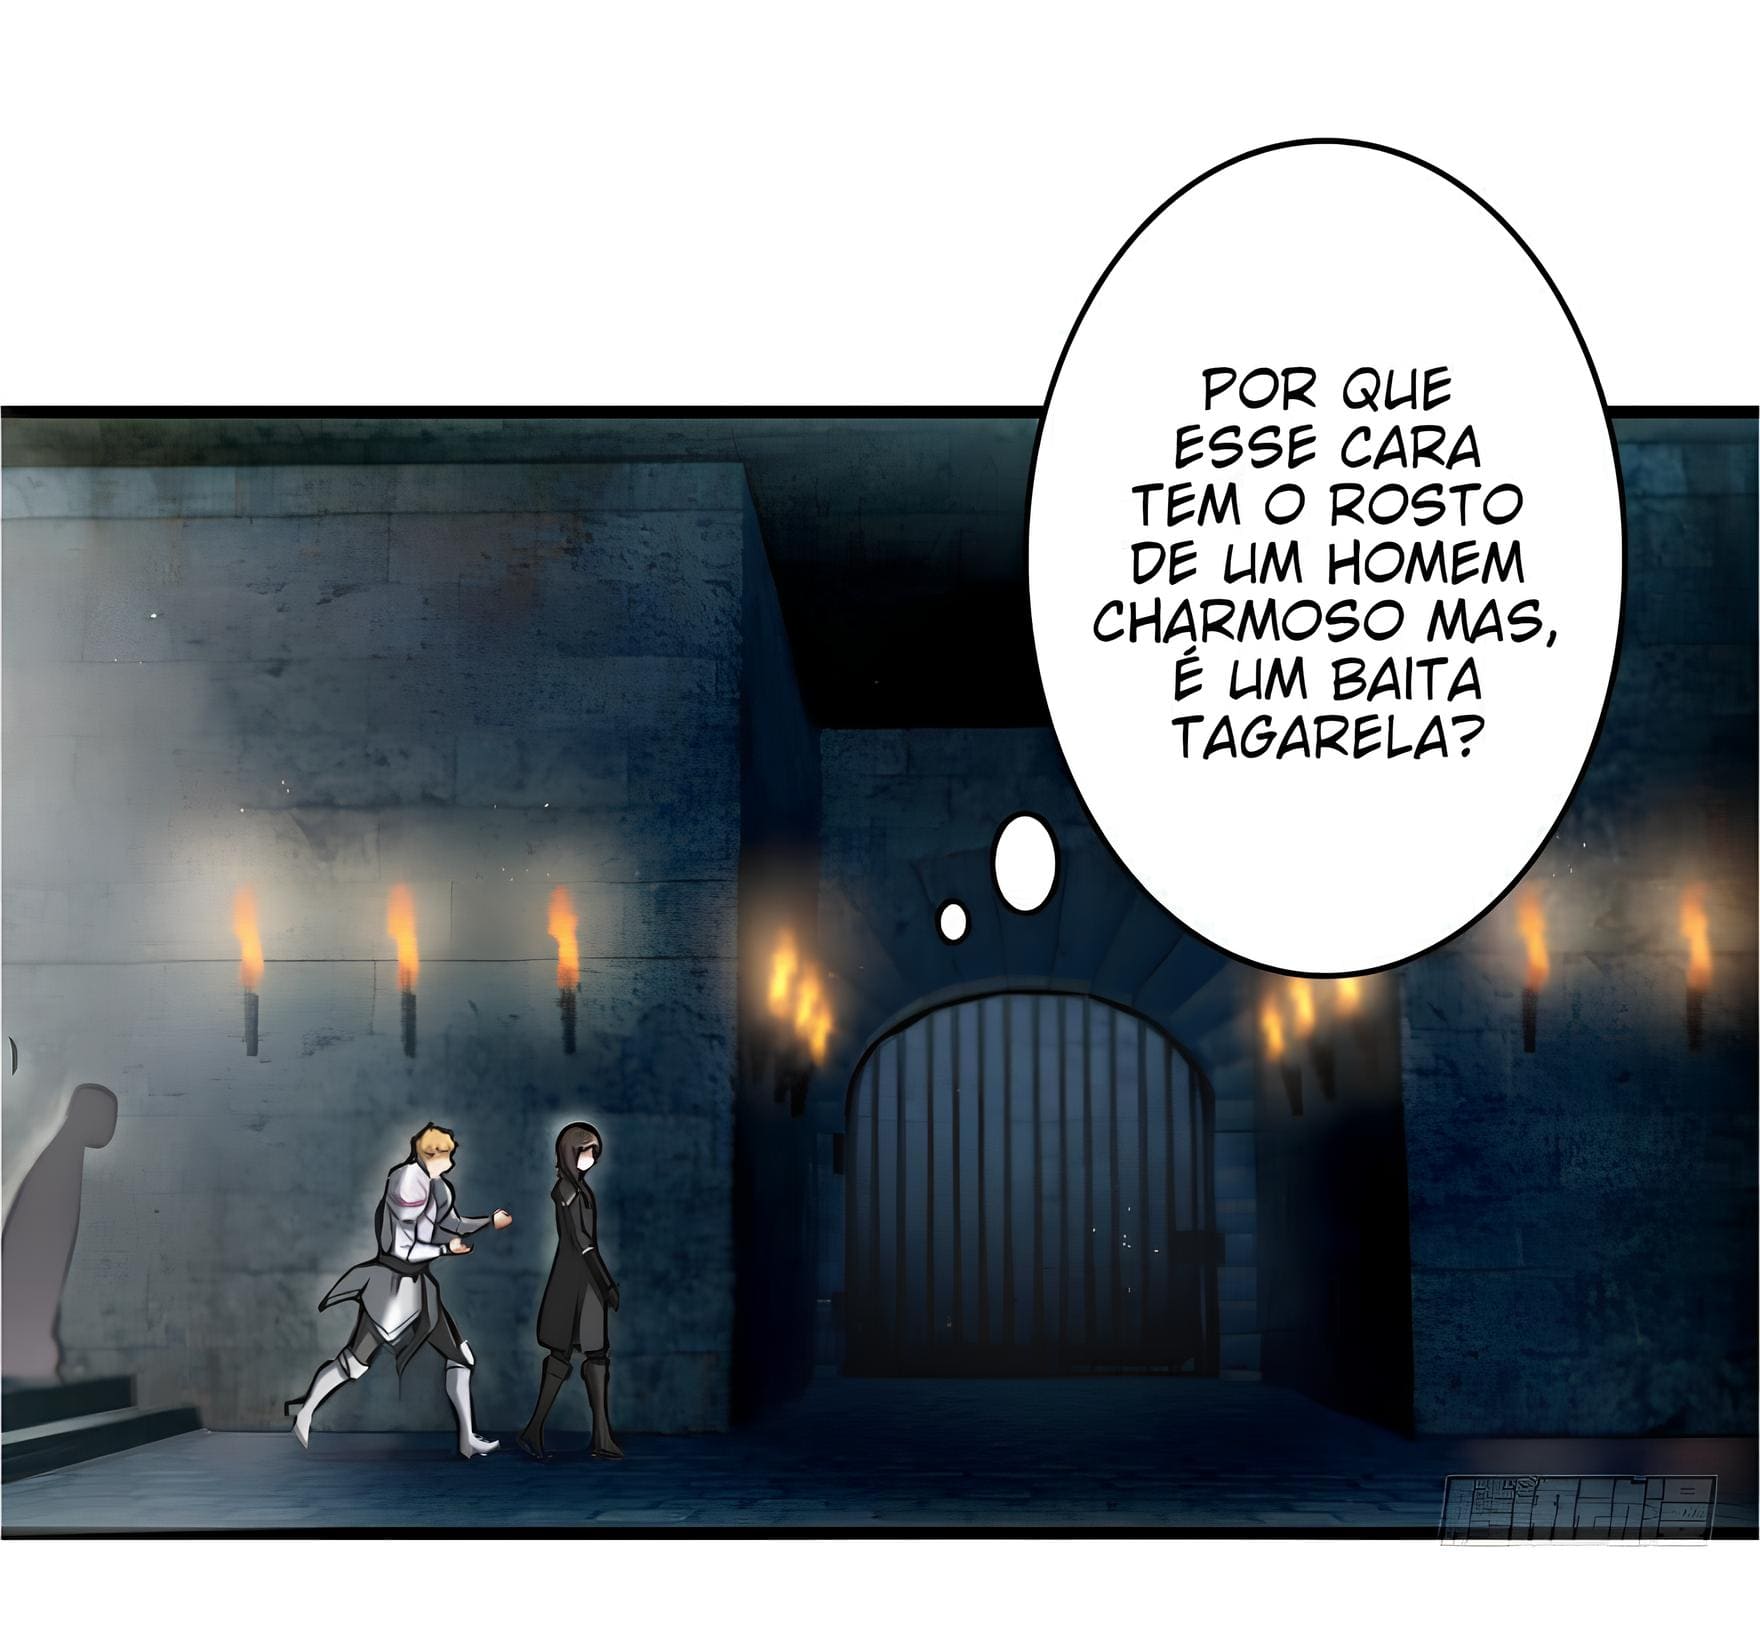 POR QUE
ESSE CARA
TEM O ROSTO
DE UM HOMEM
CHARMOSO MAS,
É UM BAITA
TAGARELA?